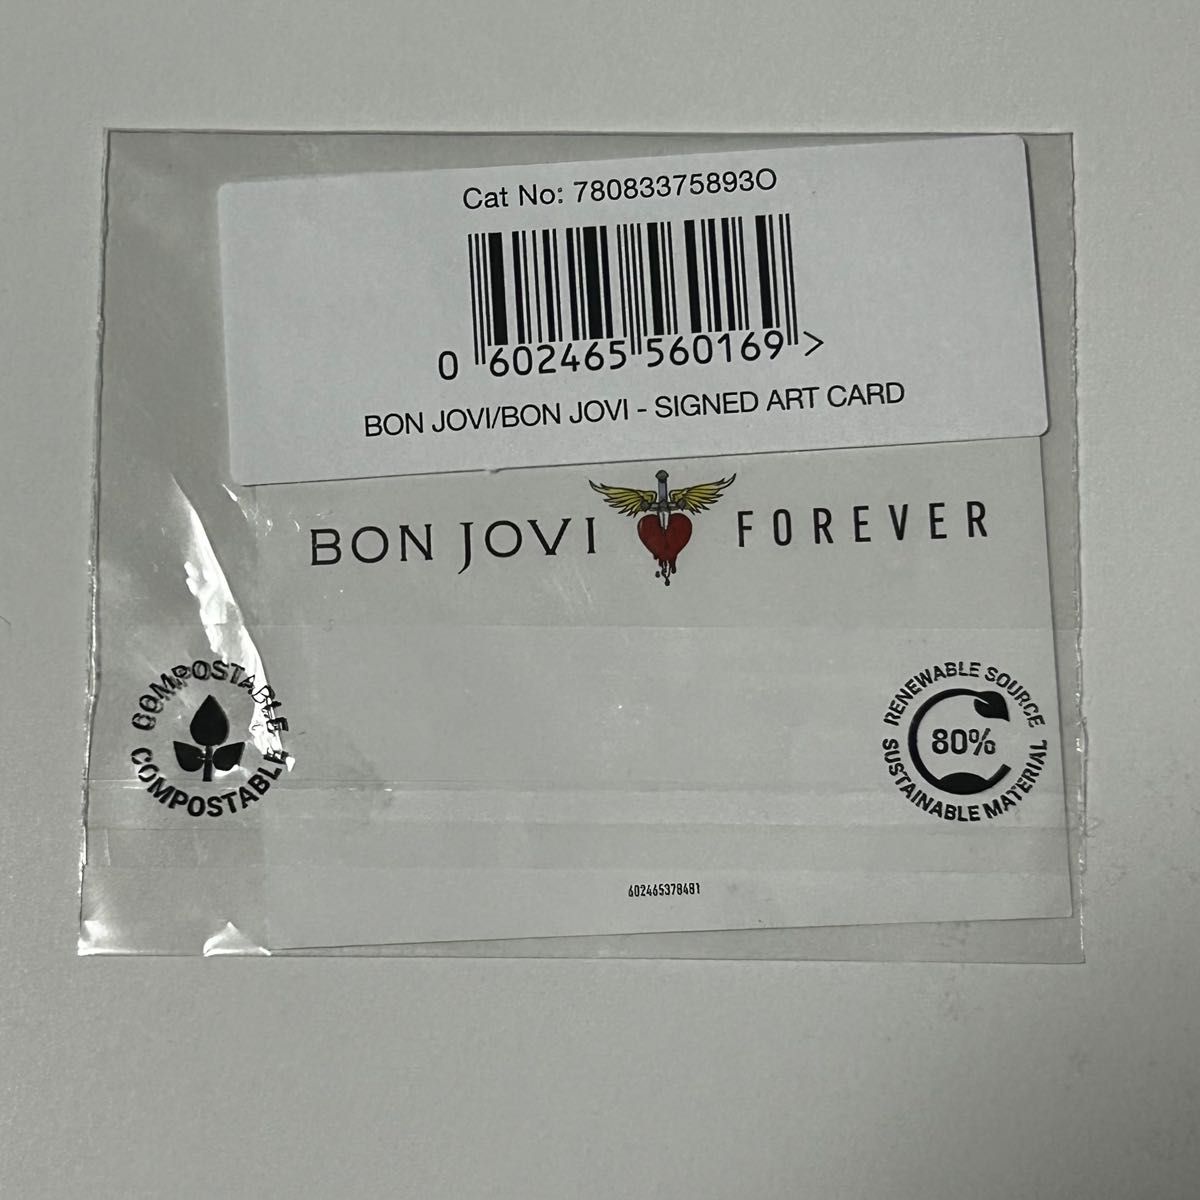 Cat No: 78083375893O
0 602465 560169 >
BON JOVI/BON JOVI - SIGNED ART CARD
BON JOVI FOREVER
COMPOSTABLE
COMPOSTABLE
RENEWABLE SOURCE
80%
SUSTAINABLE MATERIAL
602465378481